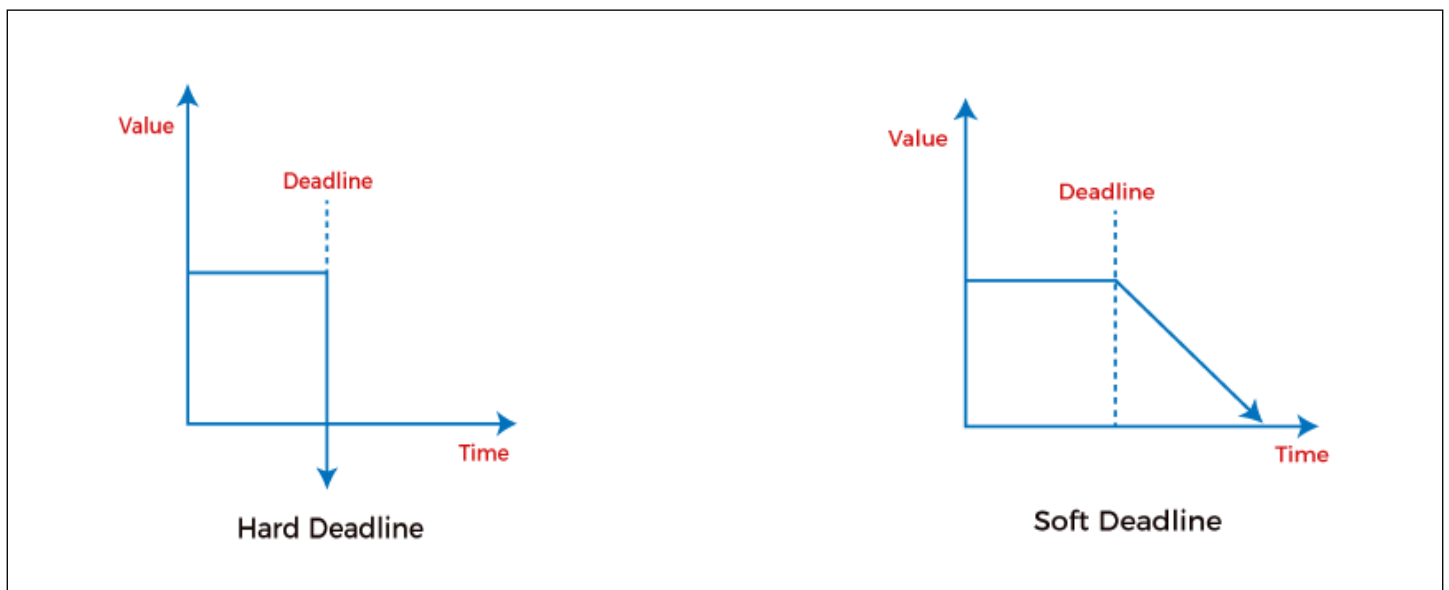 Value
Deadline
Time
Hard Deadline
Value
Deadline
Time
Soft Deadline